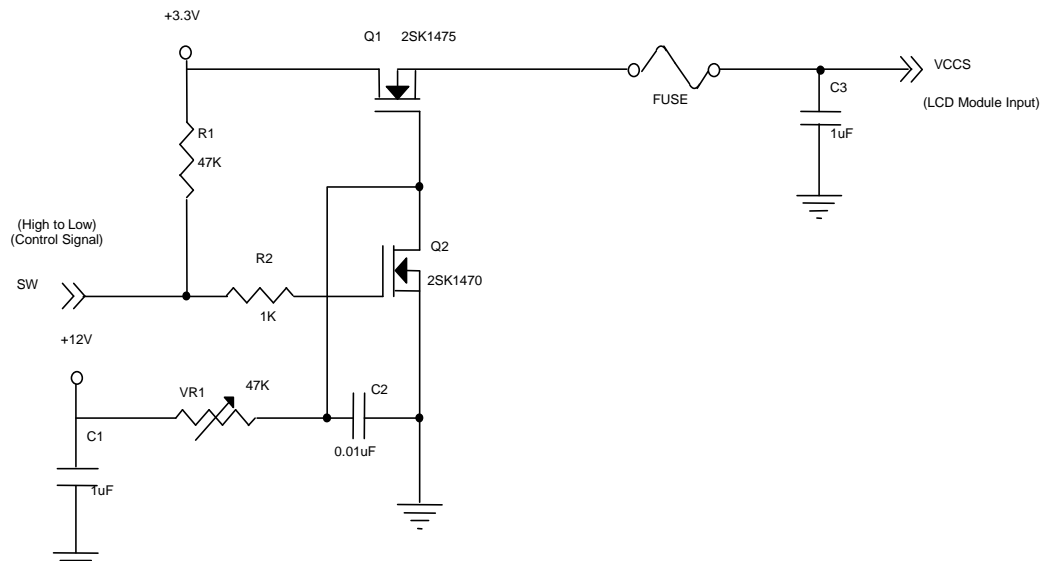 +3.3V
Q1 2SK1475
VCCS
FUSE
C3
(LCD Module Input)
1uF
R1
47K
(High to Low)
(Control Signal)
Q2
R2
2SK1470
SW
1K
+12V
VR1
47K
C2
C1
0.01uF
1uF